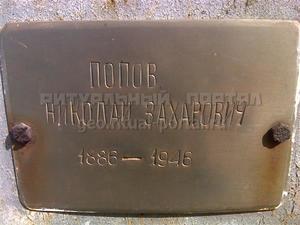 ПОПОВ
РИТУАЛЬНЫЙ ПОРТАЛ
НИКОЛАЙ ЗАХАРОВИЧ
1886 — 1946